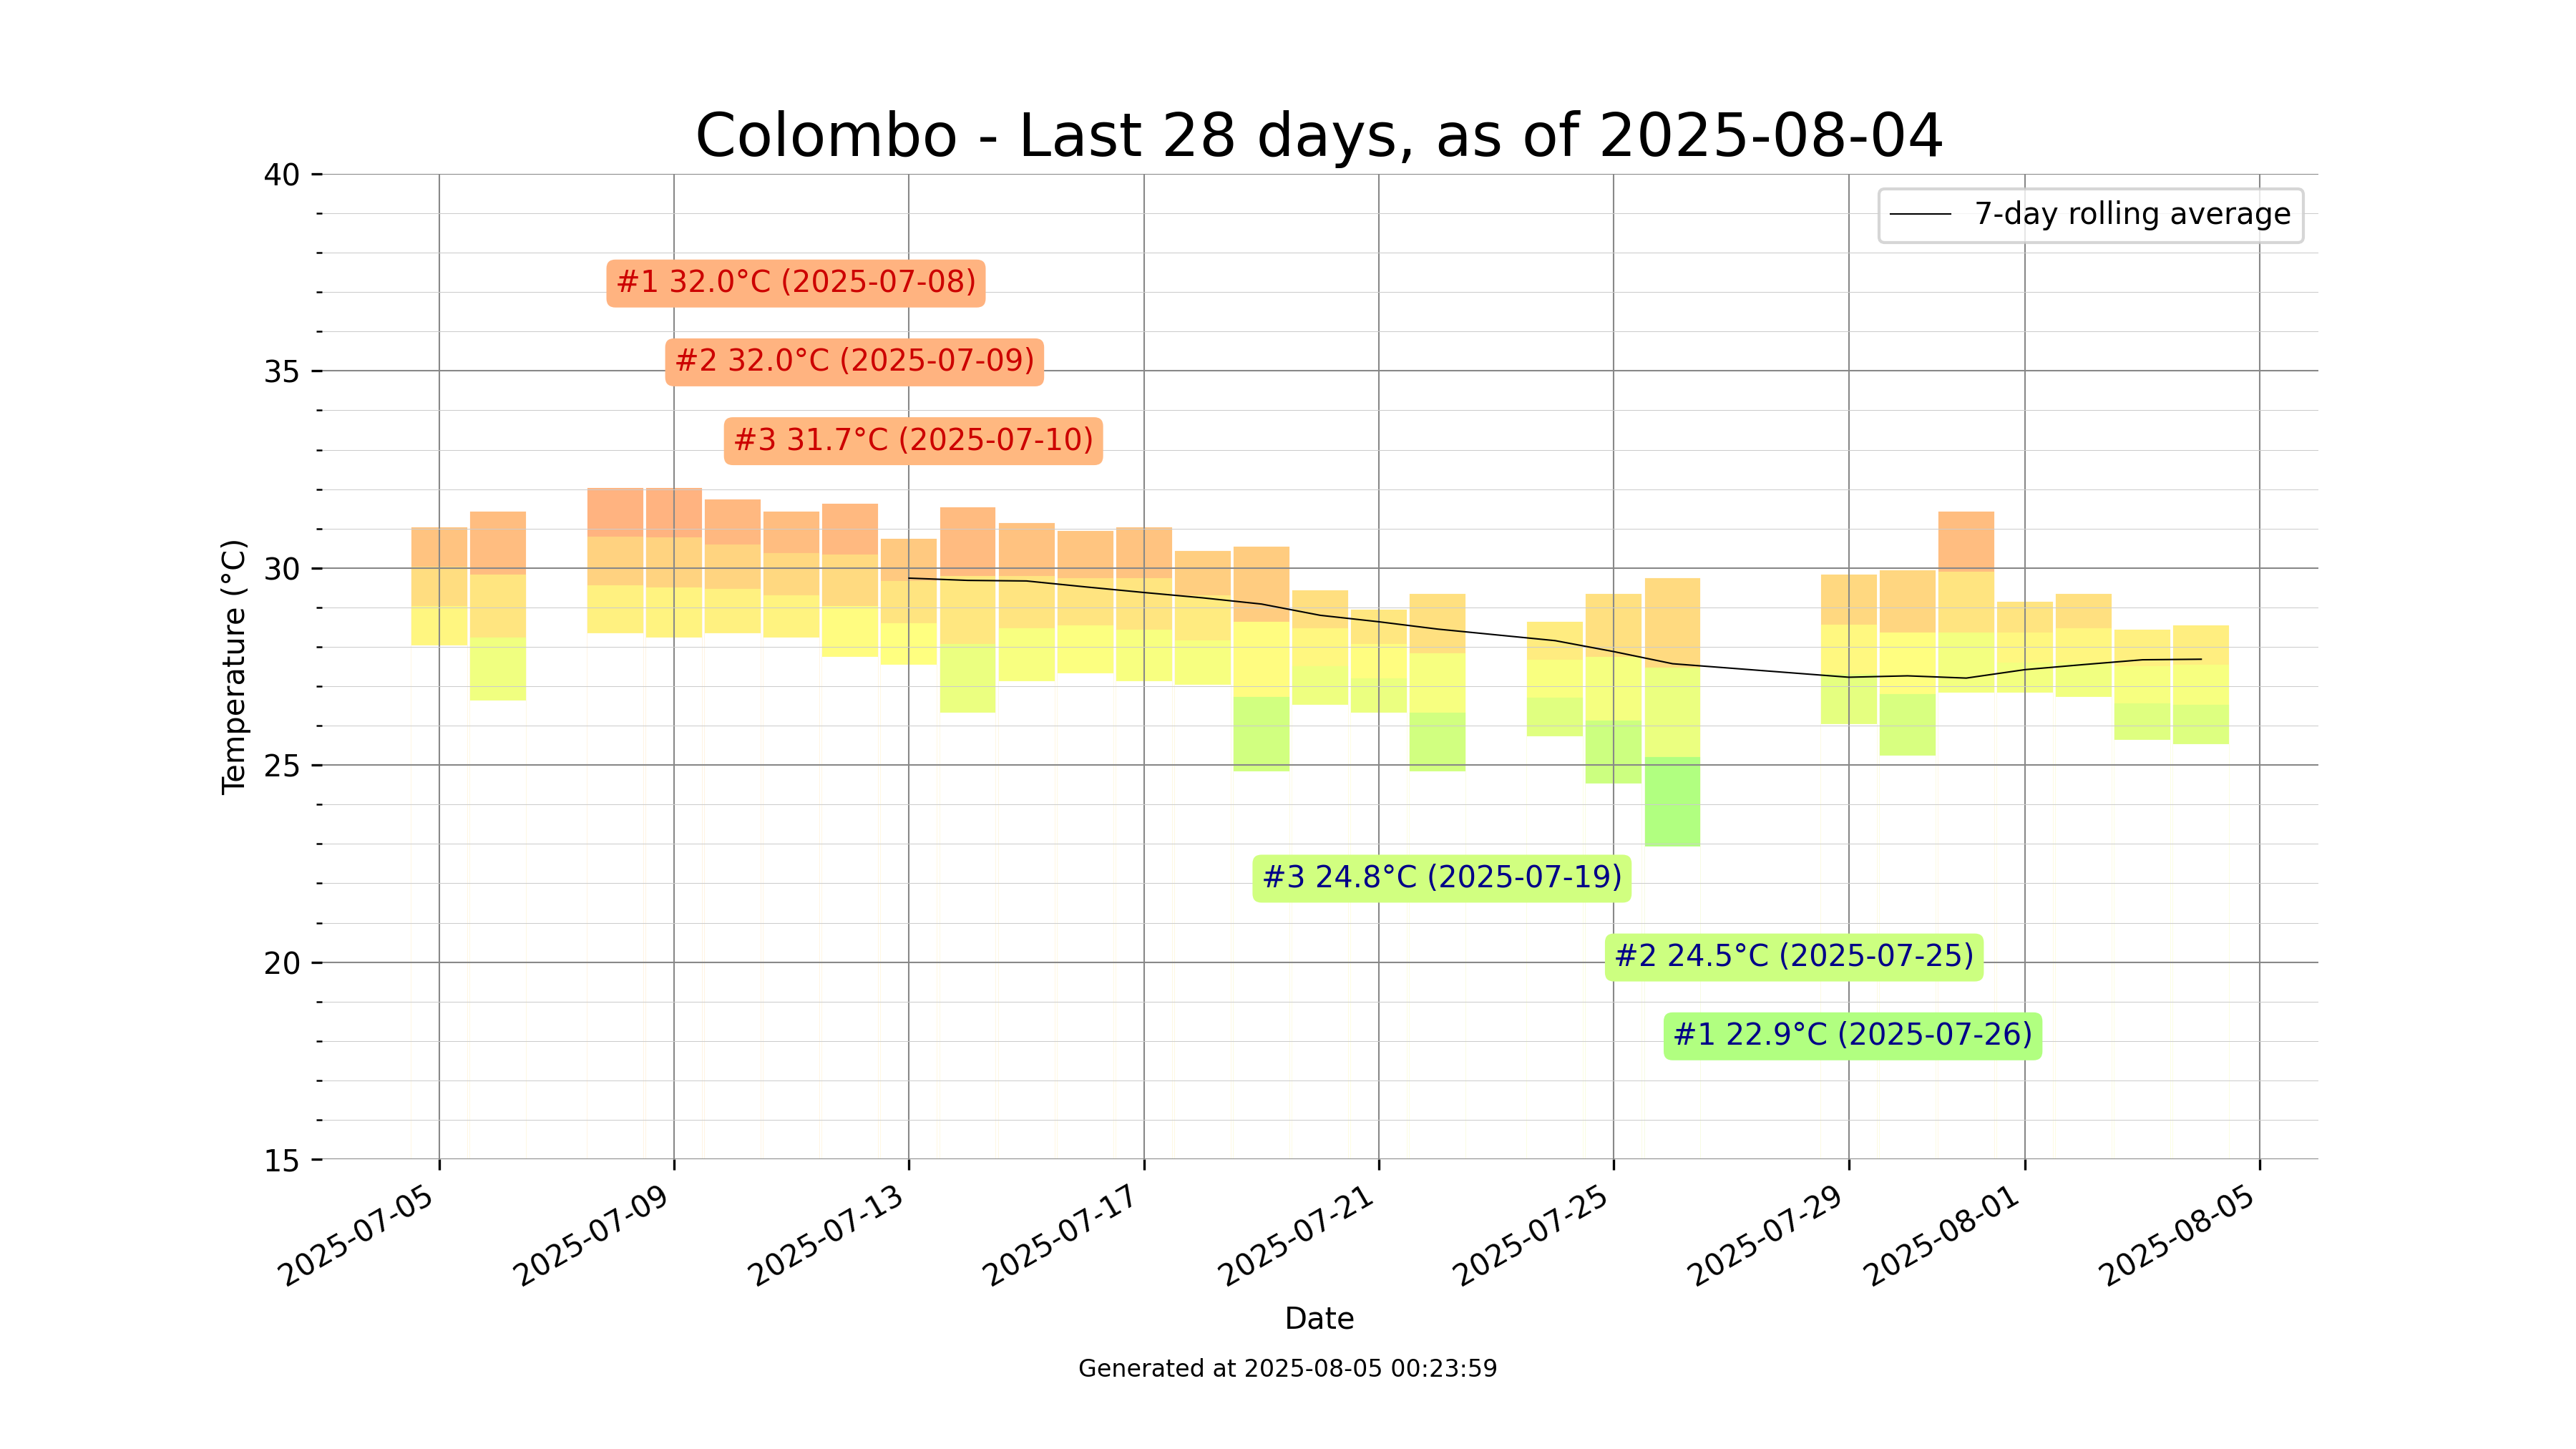 Colombo - Last 28 days, as of 2025-08-04
7-day rolling average
#1 32.0°C (2025-07-08)
#2 32.0°C (2025-07-09)
#3 31.7°C (2025-07-10)
#3 24.8°C (2025-07-19)
#2 24.5°C (2025-07-25)
#1 22.9°C (2025-07-26)
Temperature (°C)
40
35
30
25
20
15
2025-07-05
2025-07-09
2025-07-13
2025-07-17
2025-07-21
2025-07-25
2025-07-29
2025-08-01
2025-08-05
Date
Generated at 2025-08-05 00:23:59